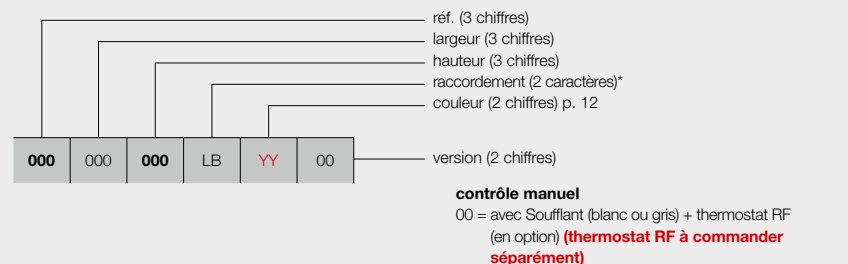 réf. (3 chiffres)
largeur (3 chiffres)
hauteur (3 chiffres)
raccordement (2 caractères)*
couleur (2 chiffres) p. 12
000 000 000 LB YY 00
version (2 chiffres)
contrôle manuel
00 = avec Soufflant (blanc ou gris) + thermostat RF
(en option) (thermostat RF à commander
séparément)